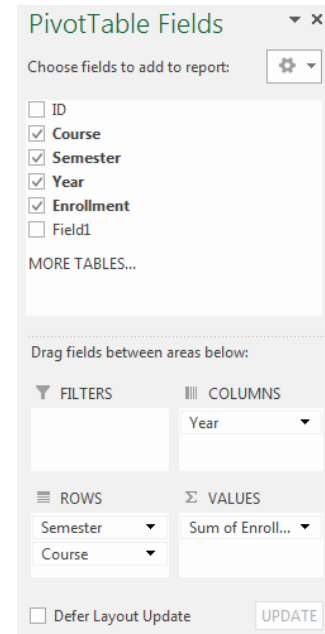 PivotTable Fields
Choose fields to add to report:
ID
Course
Semester
Year
Enrollment
Field1
MORE TABLES...
Drag fields between areas below:
FILTERS
COLUMNS
Year
ROWS
VALUES
Semester
Sum of Enroll...
Course
Defer Layout Update
UPDATE